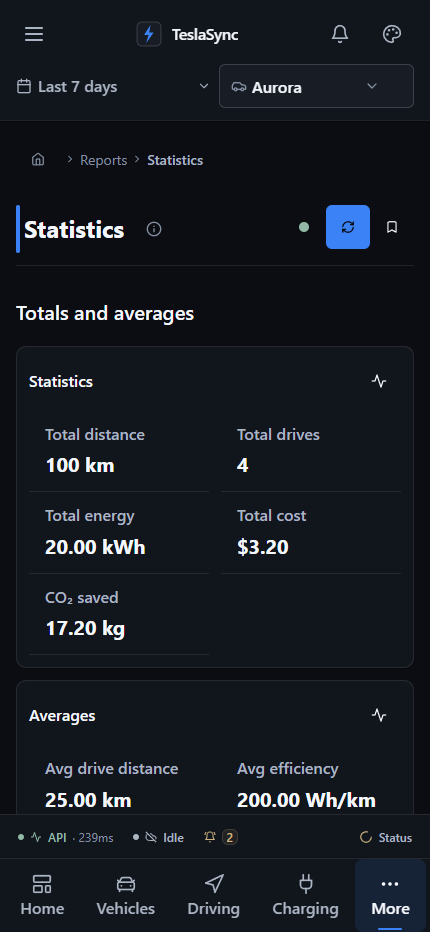 TeslaSync
Last 7 days
Aurora
Reports
Statistics
Statistics
Totals and averages
Statistics
Total distance
Total drives
100 km
4
Total energy
Total cost
20.00 kWh
$3.20
CO₂ saved
17.20 kg
Averages
Avg drive distance
Avg efficiency
25.00 km
200.00 Wh/km
API · 239ms
Idle
2
Status
Home
Vehicles
Driving
Charging
More